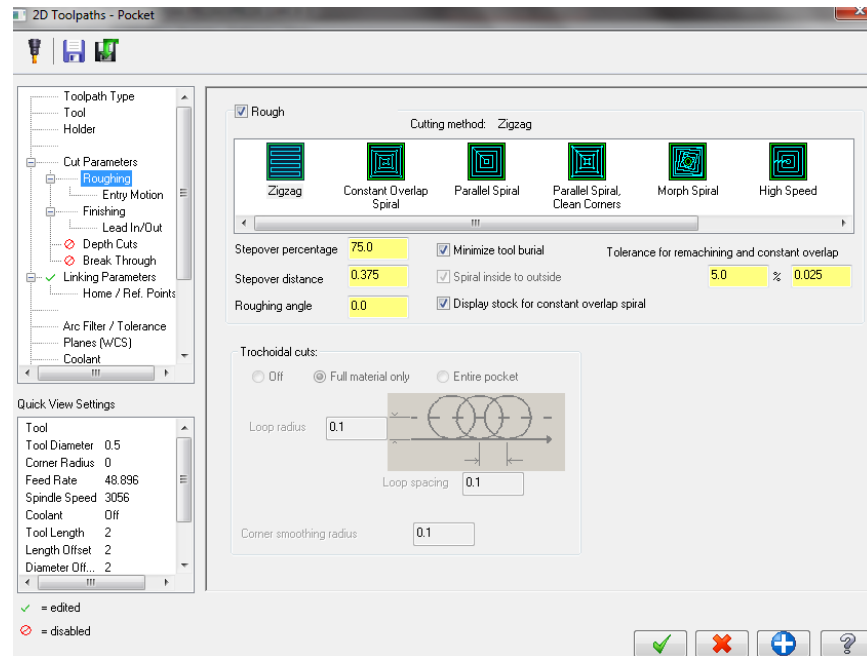 2D Toolpaths - Pocket
Toolpath Type
Tool
Holder
Cut Parameters
Roughing
Entry Motion
Finishing
Lead In/Out
Depth Cuts
Break Through
Linking Parameters
Home / Ref. Points
Arc Filter / Tolerance
Planes (WCS)
Coolant
Quick View Settings
Tool
Tool Diameter 0.5
Corner Radius 0
Feed Rate 48.896
Spindle Speed 3056
Coolant Off
Tool Length 2
Length Offset 2
Diameter Off... 2
= edited
= disabled
Rough
Cutting method: Zigzag
Zigzag
Constant Overlap
Spiral
Parallel Spiral
Parallel Spiral,
Clean Corners
Morph Spiral
High Speed
Stepover percentage 75.0
Minimize tool burial
Tolerance for remachining and constant overlap
Stepover distance 0.375
Spiral inside to outside
5.0 % 0.025
Roughing angle 0.0
Display stock for constant overlap spiral
Trochoidal cuts:
Off Full material only Entire pocket
Loop radius 0.1
Loop spacing 0.1
Corner smoothing radius 0.1